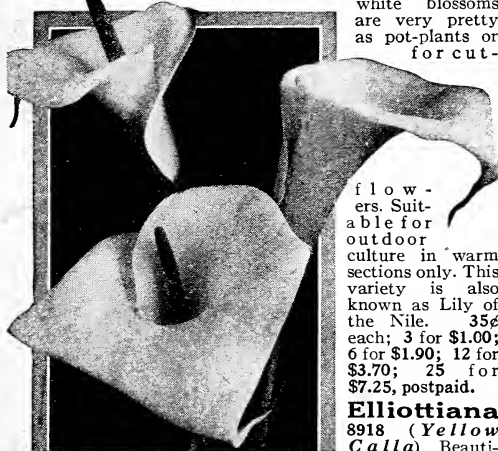 white blossoms
are very pretty
as pot-plants or
for cut-
flow-
ers. Suit-
able for
outdoor
culture in warm
sections only. This
variety is also
known as Lily of
the Nile. 35¢
each; 3 for $1.00;
6 for $1.90; 12 for
$3.70; 25 for
$7.25, postpaid.
Elliottiana
8918 (Yellow
Calla) Beauti-